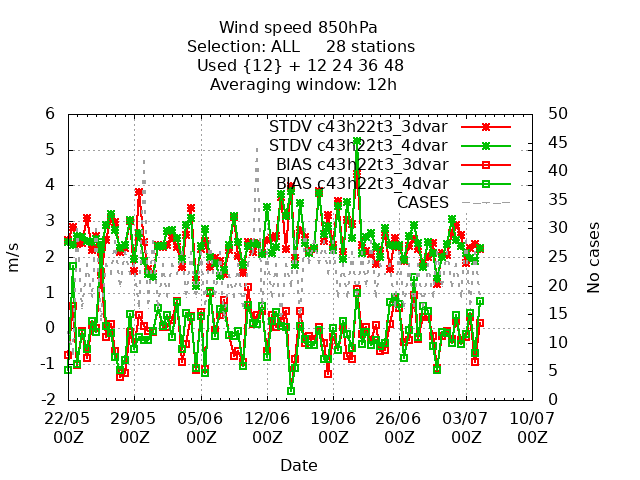 Wind speed 850hPa
Selection: ALL 28 stations
Used {12} + 12 24 36 48
Averaging window: 12h
STDV c43h22t3_3dvar
STDV c43h22t3_4dvar
BIAS c43h22t3_3dvar
BIAS c43h22t3_4dvar
CASES
6
5
4
3
2
1
0
-1
-2
m/s
50
45
40
35
30
25
20
15
10
5
0
No cases
22/05 29/05 05/06 12/06 19/06 26/06 03/07 10/07
00Z 00Z 00Z 00Z 00Z 00Z 00Z 00Z
Date